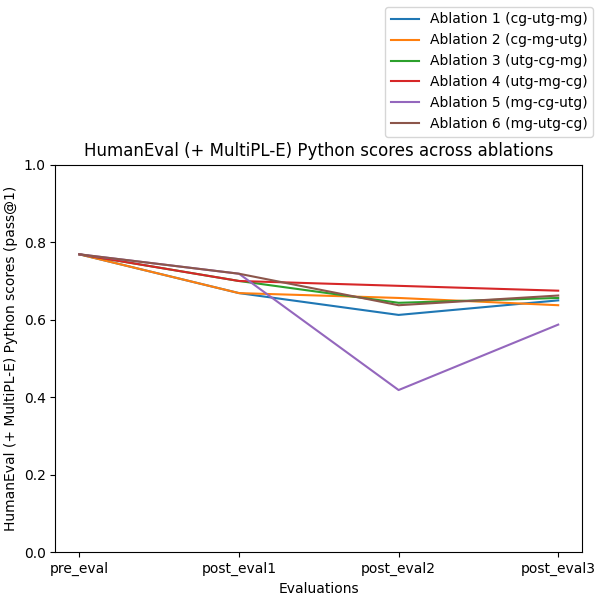 Ablation 1 (cg-utg-mg)
Ablation 2 (cg-mg-utg)
Ablation 3 (utg-cg-mg)
Ablation 4 (utg-mg-cg)
Ablation 5 (mg-cg-utg)
Ablation 6 (mg-utg-cg)
HumanEval (+ MultiPL-E) Python scores across ablations
HumanEval (+ MultiPL-E) Python scores (pass@1)
1.0
0.8
0.6
0.4
0.2
0.0
pre_eval post_eval1 post_eval2 post_eval3
Evaluations